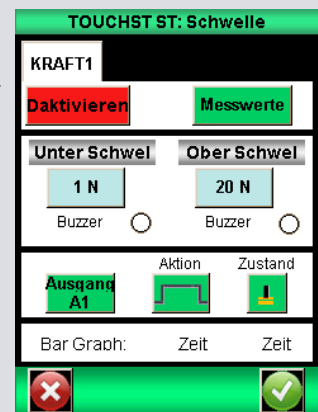 TOUCHST ST: Schwelle
KRAFT1
Daktivieren Messwerte
Unter Schwel Ober Schwel
1 N 20 N
Buzzer Buzzer
Aktion Zustand
Ausgang
A1
Bar Graph: Zeit Zeit